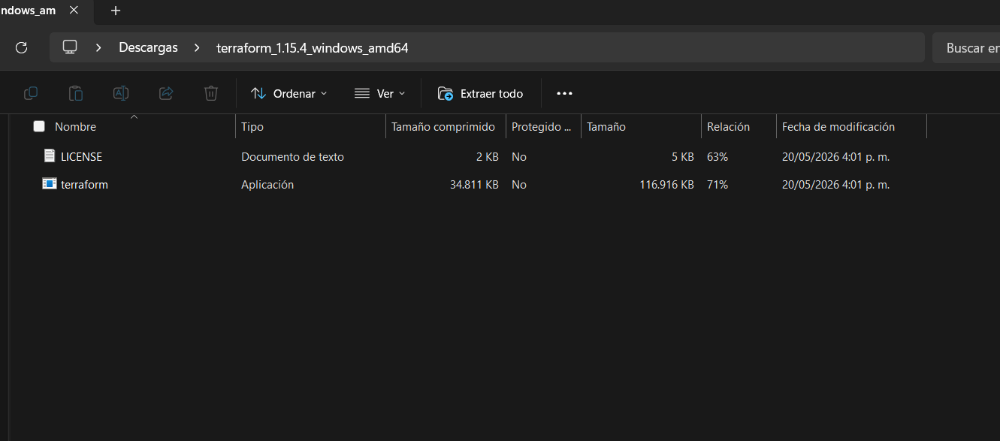 ndows_am
Descargas terraform_1.15.4_windows_amd64 Buscar en
Ordenar Ver Extraer todo
Nombre Tipo Tamaño comprimido Protegido ... Tamaño Relación Fecha de modificación
LICENSE Documento de texto 2 KB No 5 KB 63% 20/05/2026 4:01 p. m.
terraform Aplicación 34.811 KB No 116.916 KB 71% 20/05/2026 4:01 p. m.